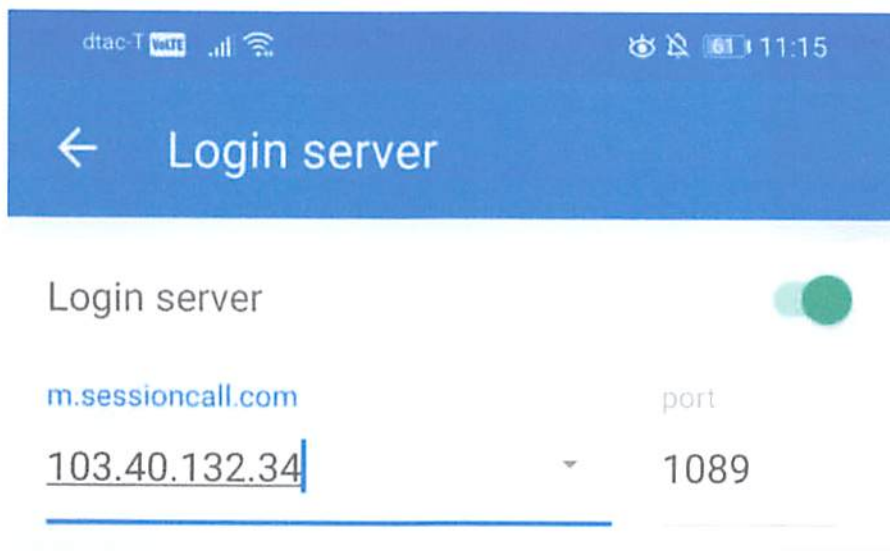 dtac-T VoLTE 61 11:15
Login server
Login server
m.sessioncall.com port
103.40.132.34 1089